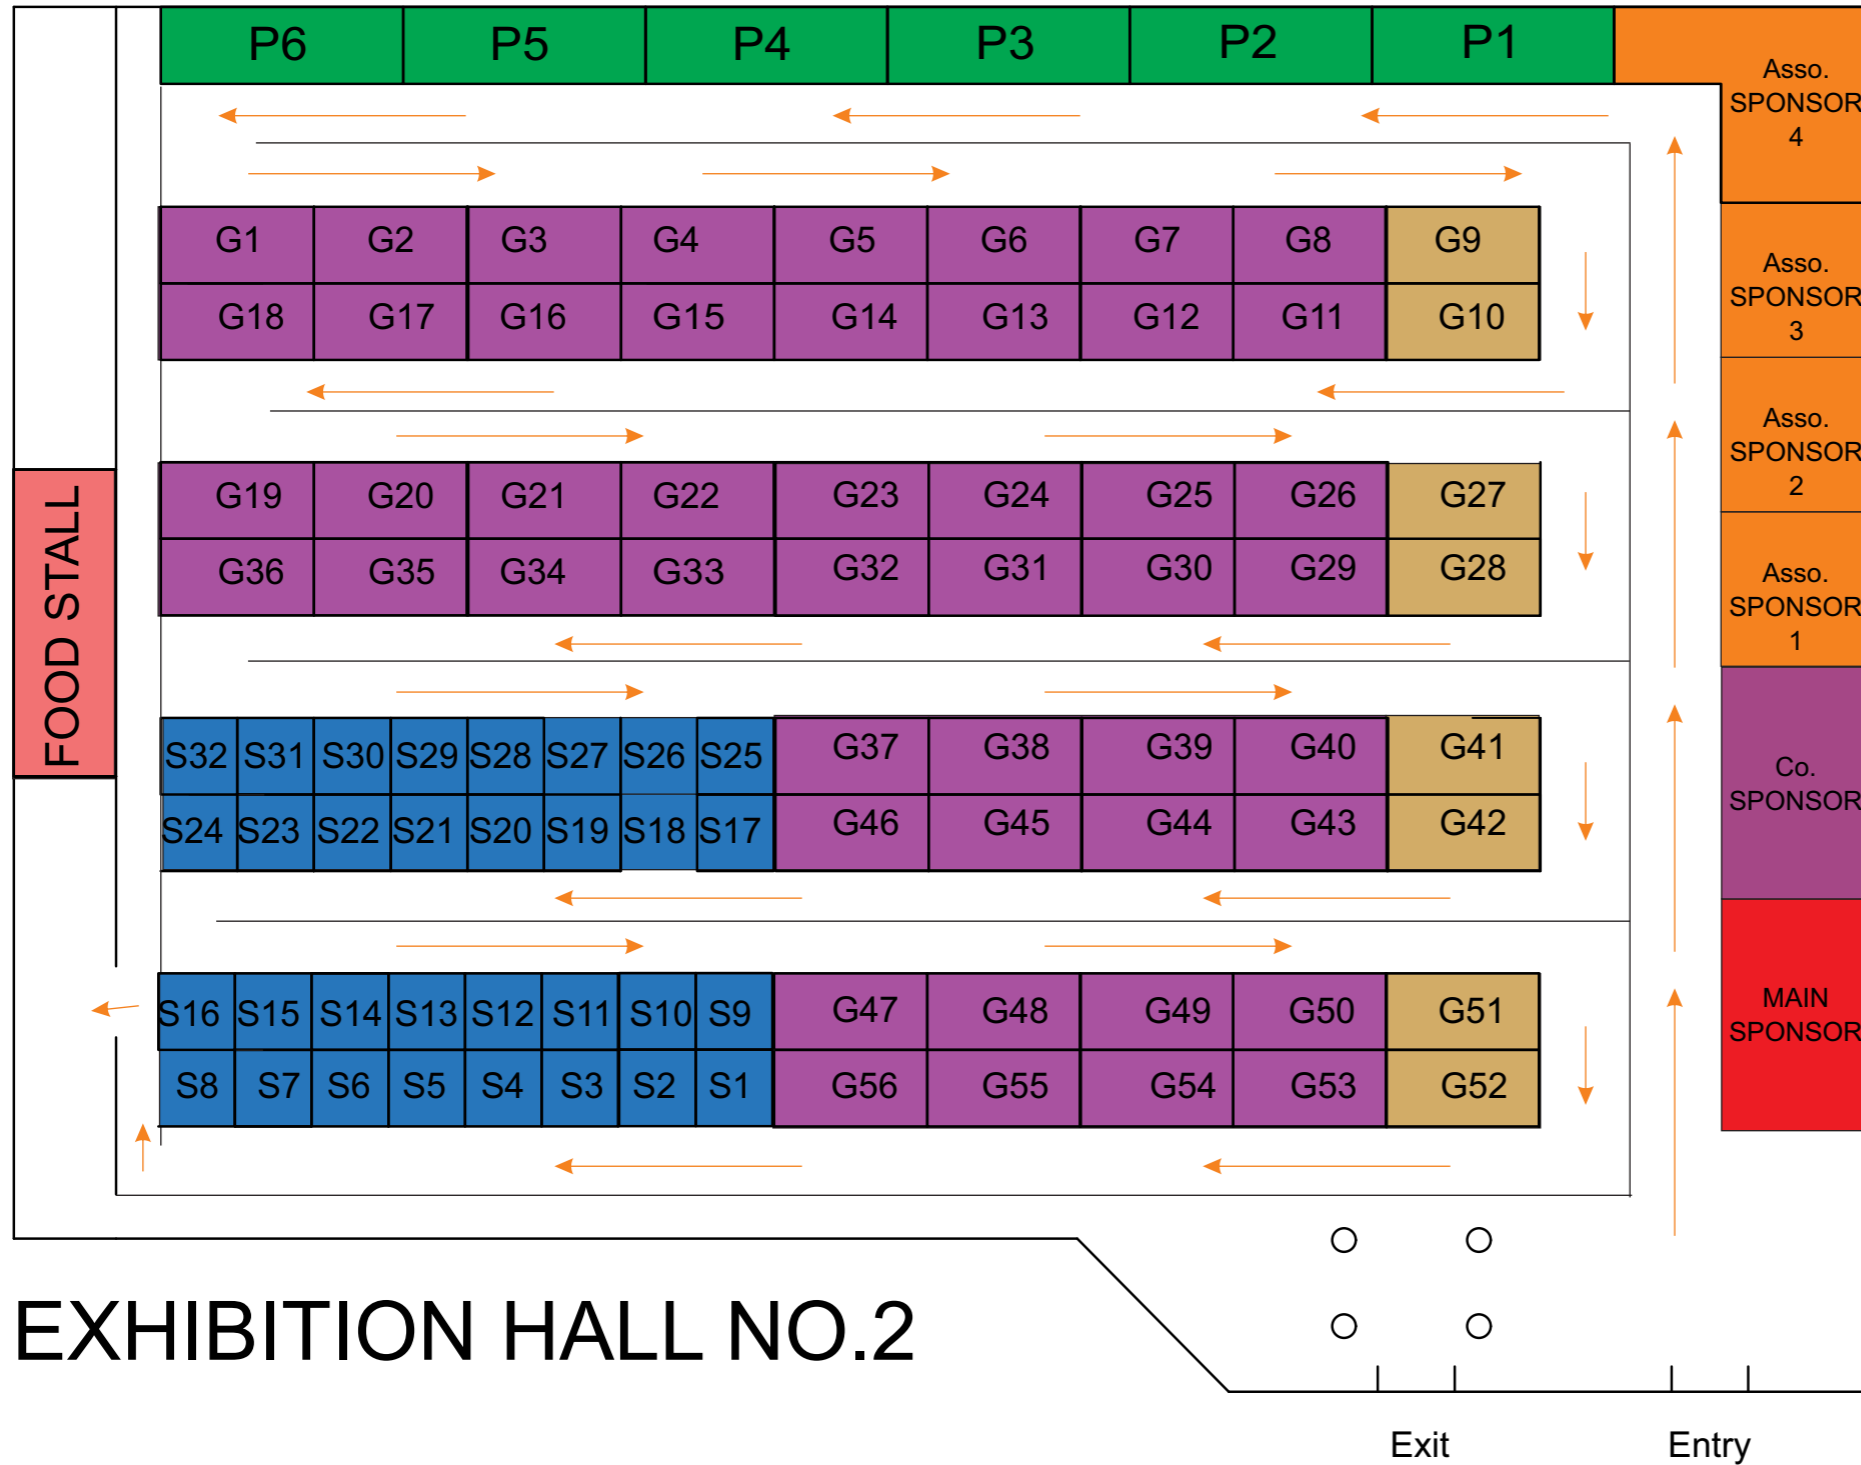 P6 P5 P4 P3 P2 P1
Asso.
SPONSOR
4
G1 G2 G3 G4 G5 G6 G7 G8 G9
G18 G17 G16 G15 G14 G13 G12 G11 G10
Asso.
SPONSOR
3
Asso.
SPONSOR
2
G19 G20 G21 G22 G23 G24 G25 G26 G27
G36 G35 G34 G33 G32 G31 G30 G29 G28
Asso.
SPONSOR
1
FOOD STALL
S32 S31 S30 S29 S28 S27 S26 S25 G37 G38 G39 G40 G41
S24 S23 S22 S21 S20 S19 S18 S17 G46 G45 G44 G43 G42
Co.
SPONSOR
S16 S15 S14 S13 S12 S11 S10 S9 G47 G48 G49 G50 G51
S8 S7 S6 S5 S4 S3 S2 S1 G56 G55 G54 G53 G52
MAIN
SPONSOR
EXHIBITION HALL NO.2
Exit Entry